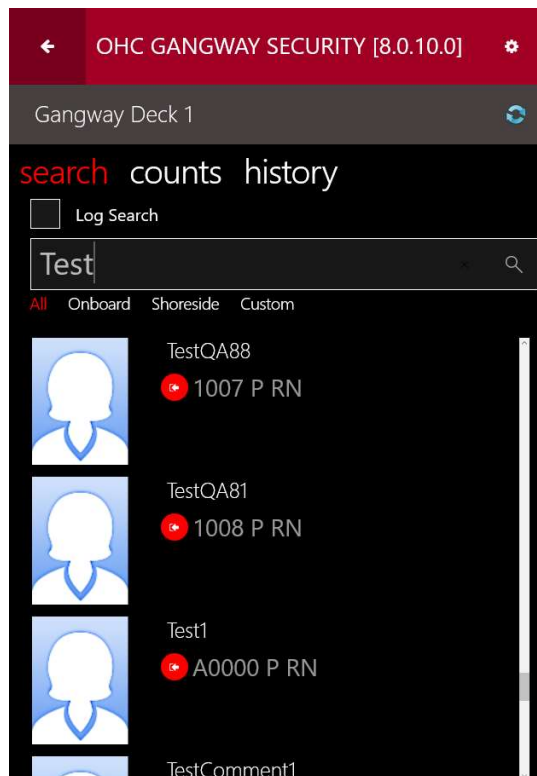 OHC GANGWAY SECURITY [8.0.10.0]
Gangway Deck 1
search counts history
Log Search
Test
All Onboard Shoreside Custom
TestQA88
1007 P RN
TestQA81
1008 P RN
Test1
A0000 P RN
TestComment1